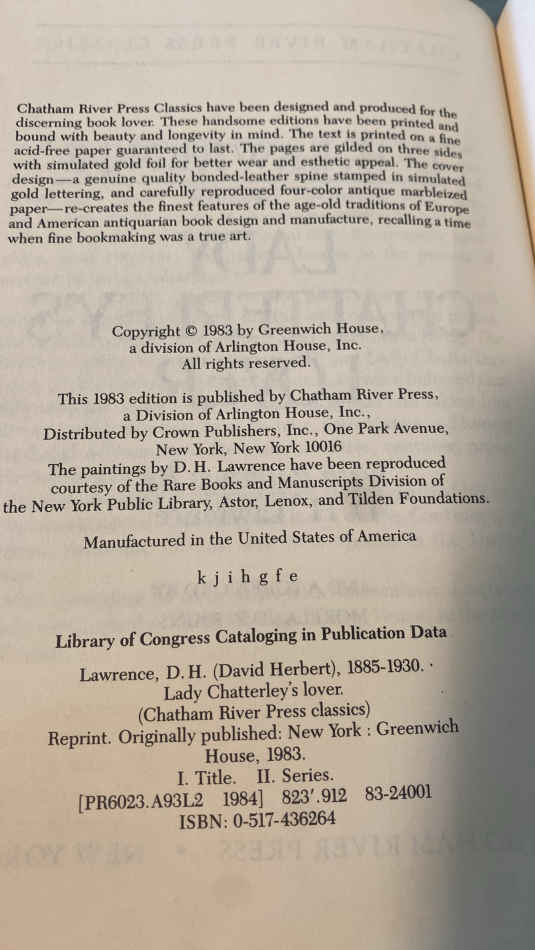 Chatham River Press Classics have been designed and produced for the
discerning book lover. These handsome editions have been printed and
bound with beauty and longevity in mind. The text is printed on a fine
acid-free paper guaranteed to last. The pages are gilded on three sides
with simulated gold foil for better wear and esthetic appeal. The cover
design—a genuine quality bonded-leather spine stamped in simulated
gold lettering, and carefully reproduced four-color antique marbleized
paper—re-creates the finest features of the age-old traditions of Europe
and American antiquarian book design and manufacture, recalling a time
when fine bookmaking was a true art.
Copyright © 1983 by Greenwich House,
a division of Arlington House, Inc.
All rights reserved.
This 1983 edition is published by Chatham River Press,
a Division of Arlington House, Inc.,
Distributed by Crown Publishers, Inc., One Park Avenue,
New York, New York 10016
The paintings by D. H. Lawrence have been reproduced
courtesy of the Rare Books and Manuscripts Division of
the New York Public Library, Astor, Lenox, and Tilden Foundations.
Manufactured in the United States of America
k j i h g f e
Library of Congress Cataloging in Publication Data
Lawrence, D. H. (David Herbert), 1885-1930.
Lady Chatterley's lover.
(Chatham River Press classics)
Reprint. Originally published: New York : Greenwich
House, 1983.
I. Title. II. Series.
[PR6023.A93L2 1984] 823'.912 83-24001
ISBN: 0-517-436264